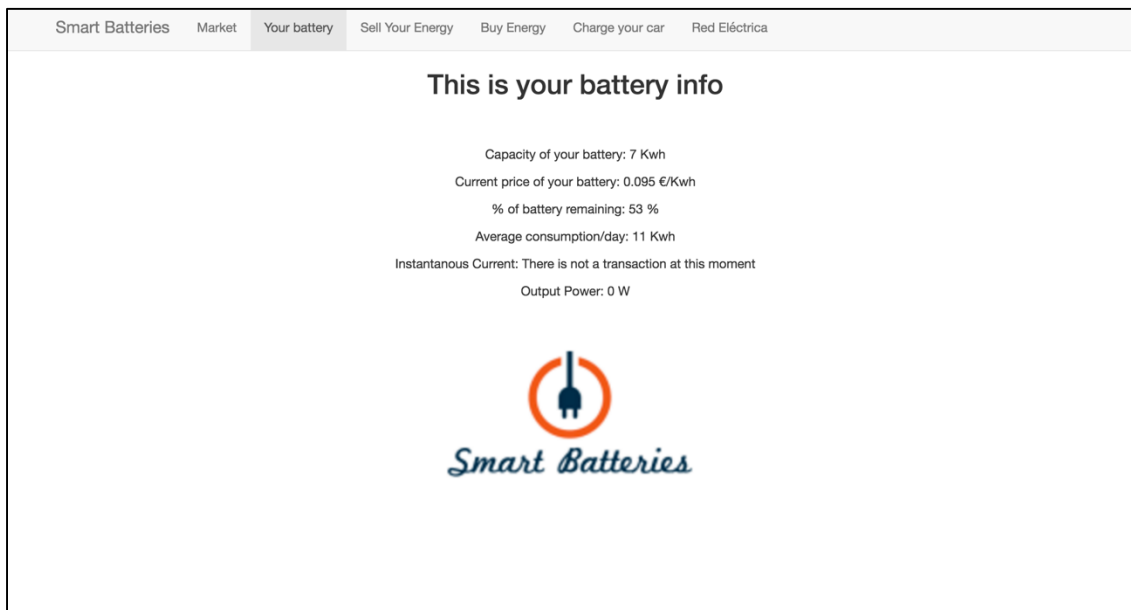 Smart Batteries Market Your battery Sell Your Energy Buy Energy Charge your car Red Eléctrica
This is your battery info
Capacity of your battery: 7 Kwh
Current price of your battery: 0.095 €/Kwh
% of battery remaining: 53 %
Average consumption/day: 11 Kwh
Instantanous Current: There is not a transaction at this moment
Output Power: 0 W
Smart Batteries